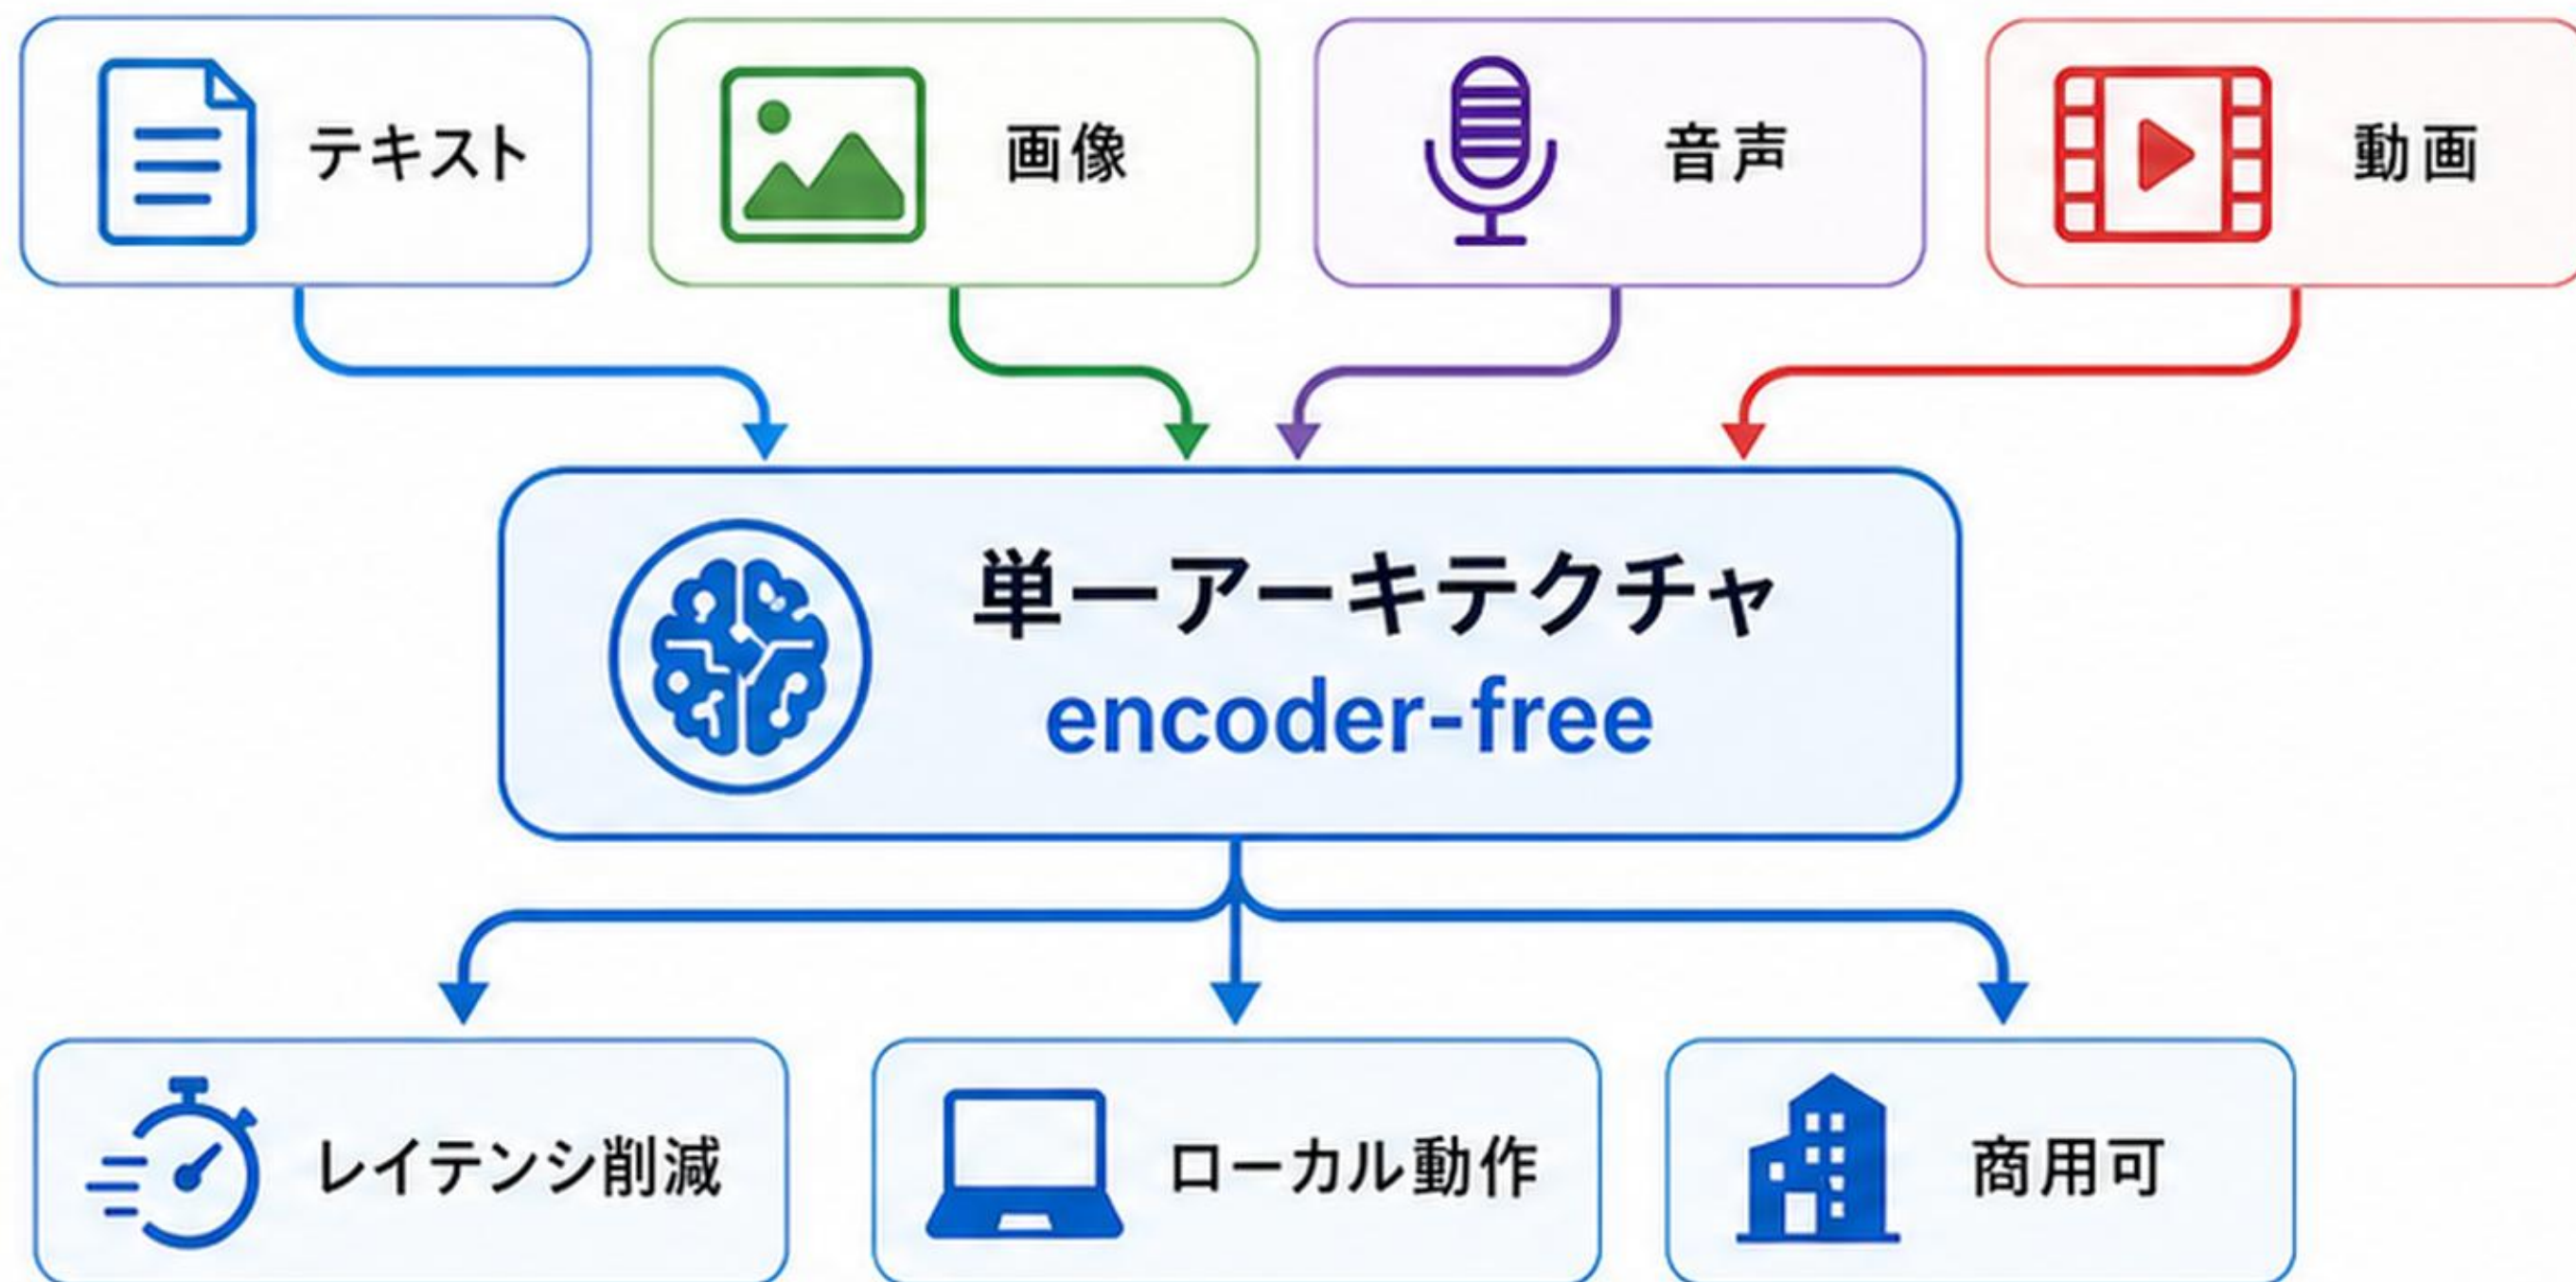 テキスト
画像
音声
動画
単一アーキテクチャ
encoder-free
レイテンシ削減
ローカル動作
商用可